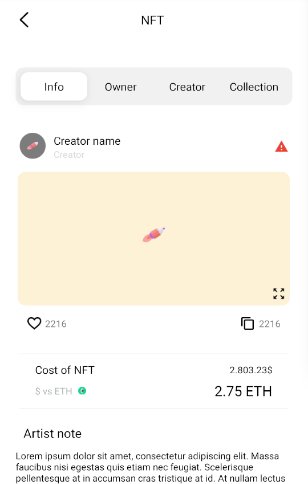 NFT
Info
Owner
Creator
Collection
Creator name
Creator
2216
2216
Cost of NFT
2.803.23$
$ vs ETH
2.75 ETH
Artist note
Lorem ipsum dolor sit amet, consectetur adipiscing elit. Massa
faucibus nisi egestas quis etiam nec feugiat. Scelerisque
pellentesque at in accumsan cras tristique at id. At nullam lectus